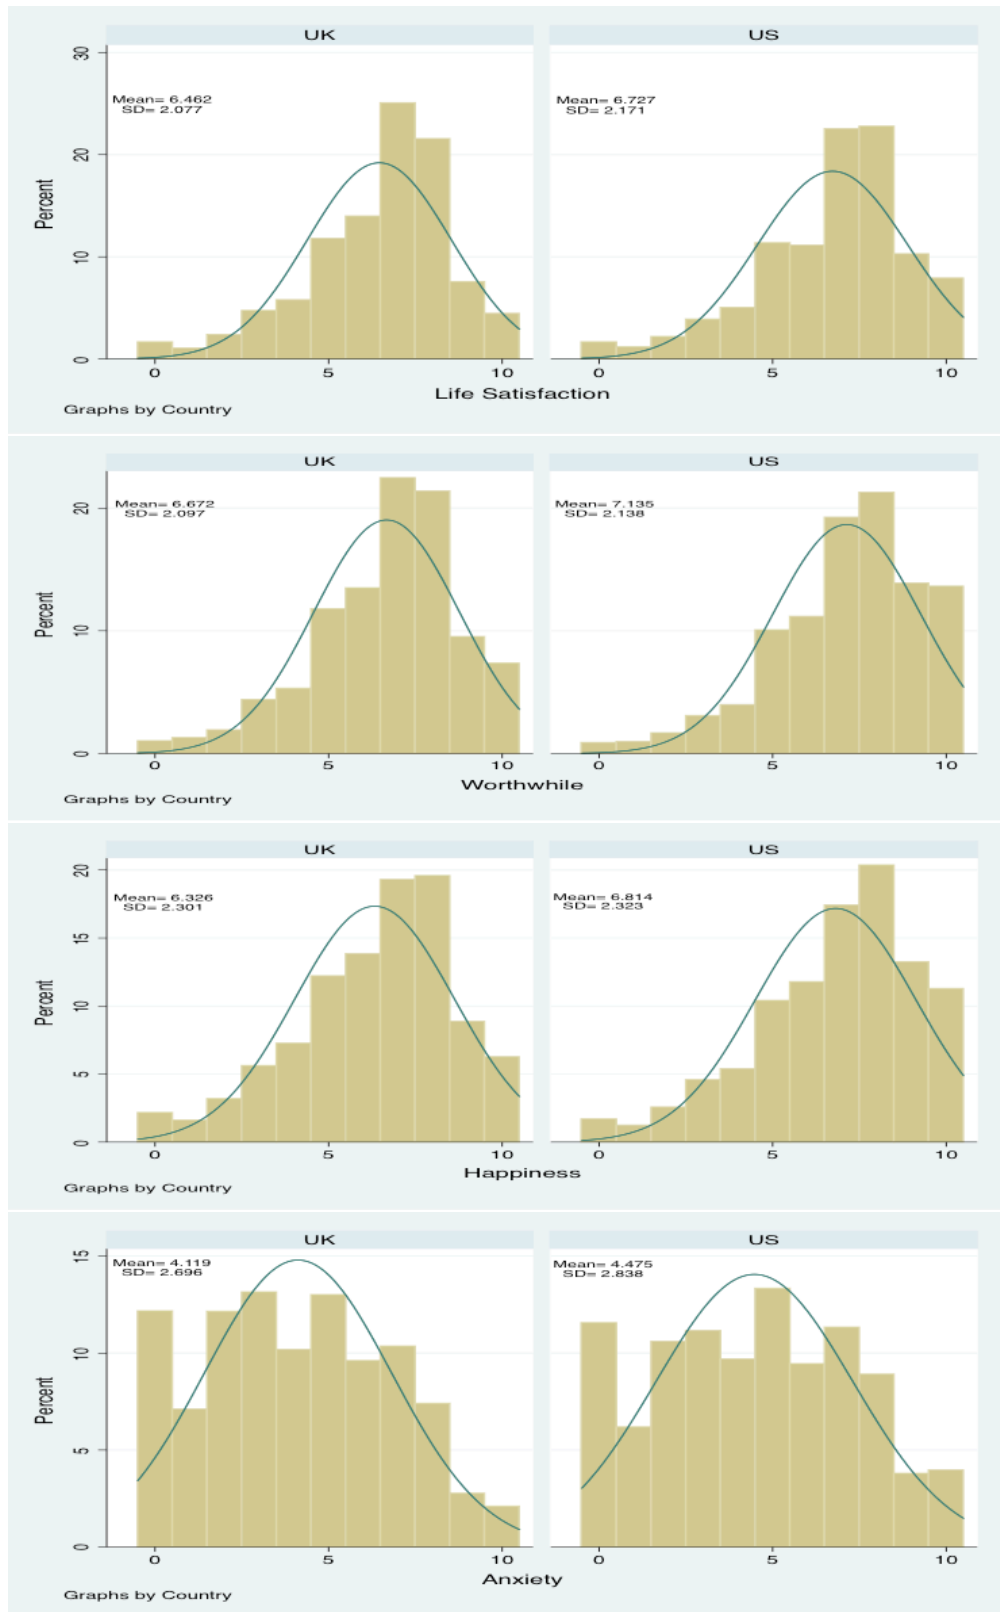 UK
US
Percent
30
20
10
0
Mean= 6.462
SD= 2.077
Mean= 6.727
SD= 2.171
0 5 10
0 5 10
Life Satisfaction
Graphs by Country
UK
US
Percent
20
10
0
Mean= 6.672
SD= 2.097
Mean= 7.135
SD= 2.138
0 5 10
0 5 10
Worthwhile
Graphs by Country
UK
US
Percent
20
15
10
5
0
Mean= 6.326
SD= 2.301
Mean= 6.814
SD= 2.323
0 5 10
0 5 10
Happiness
Graphs by Country
UK
US
Percent
15
10
5
0
Mean= 4.119
SD= 2.696
Mean= 4.475
SD= 2.838
0 5 10
0 5 10
Anxiety
Graphs by Country